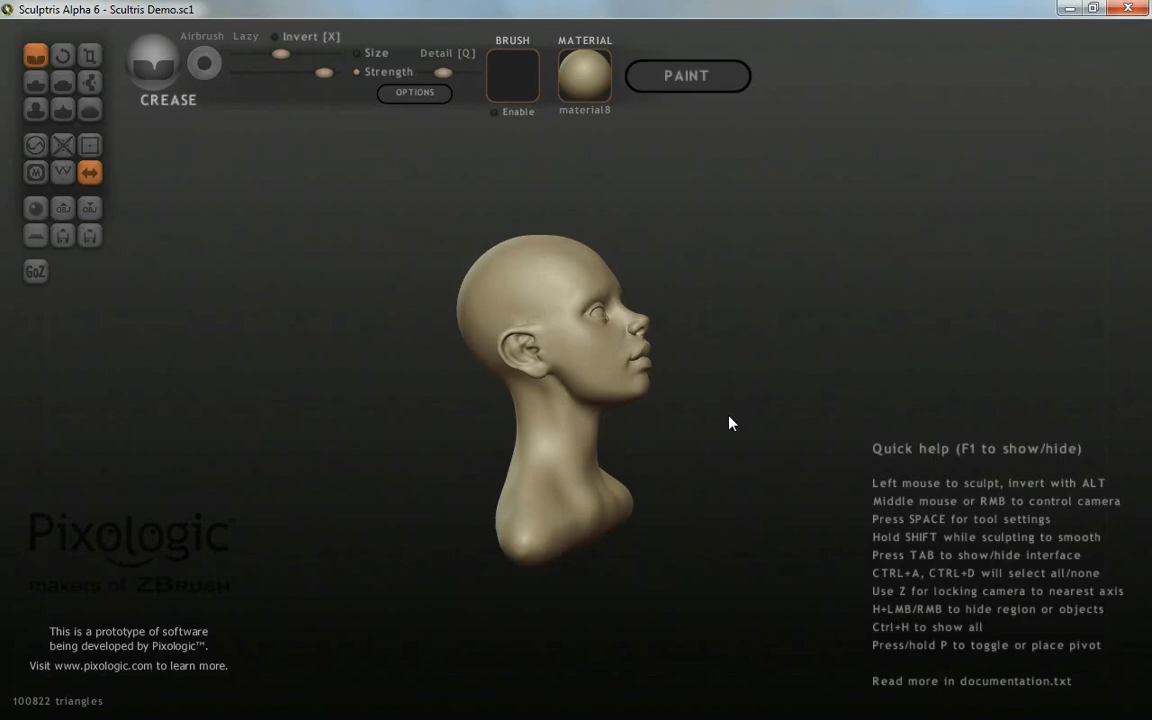 Sculptris Alpha 6 - Scultris Demo.sc1
Airbrush Lazy Invert [X]
Size Detail [Q]
Strength
OPTIONS
CREASE
BRUSH
Enable
MATERIAL
material8
PAINT
OBJ OBJ
GoZ
Quick help (F1 to show/hide)
Left mouse to sculpt, invert with ALT
Middle mouse or RMB to control camera
Press SPACE for tool settings
Hold SHIFT while sculpting to smooth
Press TAB to show/hide interface
CTRL+A, CTRL+D will select all/none
Use Z for locking camera to nearest axis
H+LMB/RMB to hide region or objects
Ctrl+H to show all
Press/hold P to toggle or place pivot
Read more in documentation.txt
Pixologic
makers of ZBRUSH
This is a prototype of software
being developed by Pixologic™.
Visit www.pixologic.com to learn more.
100822 triangles